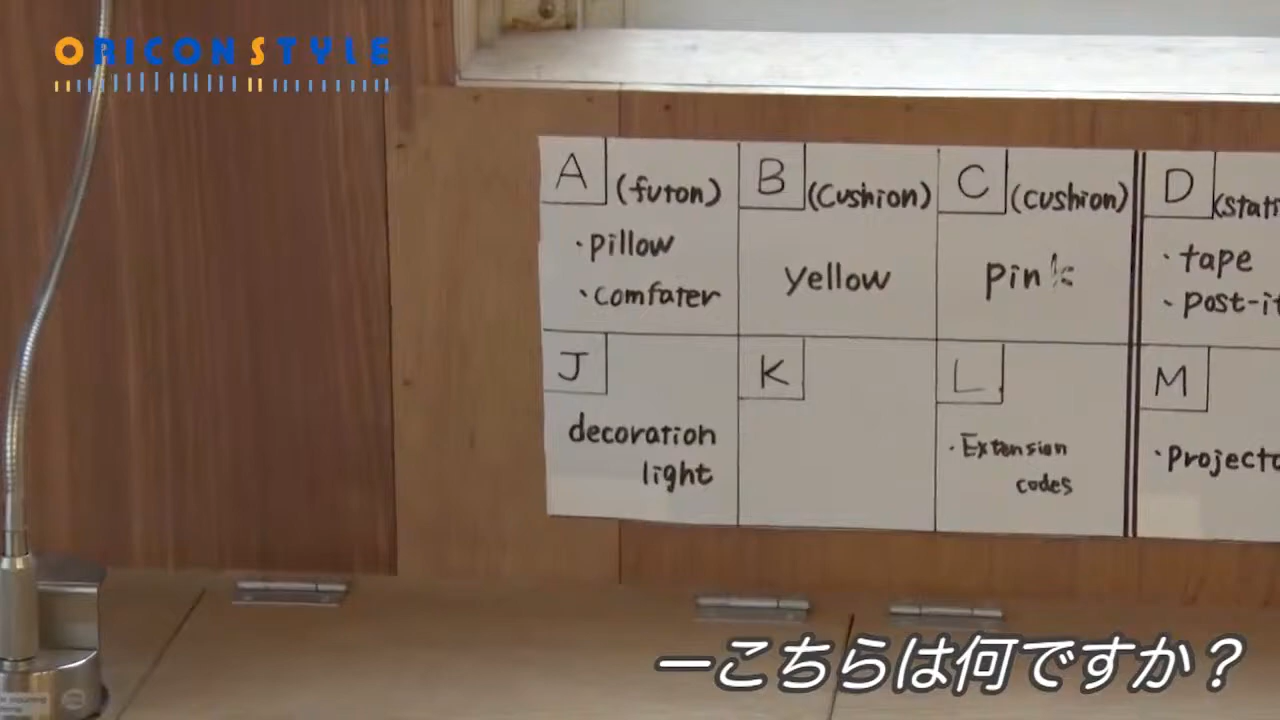 ORICON STYLE
A (futon)
・pillow
・comfater
B (Cushion)
yellow
C (cushion)
pink
D
・tape
・post-it
J
decoration
light
K
L
・Extension
codes
M
ーこちらは何ですか？